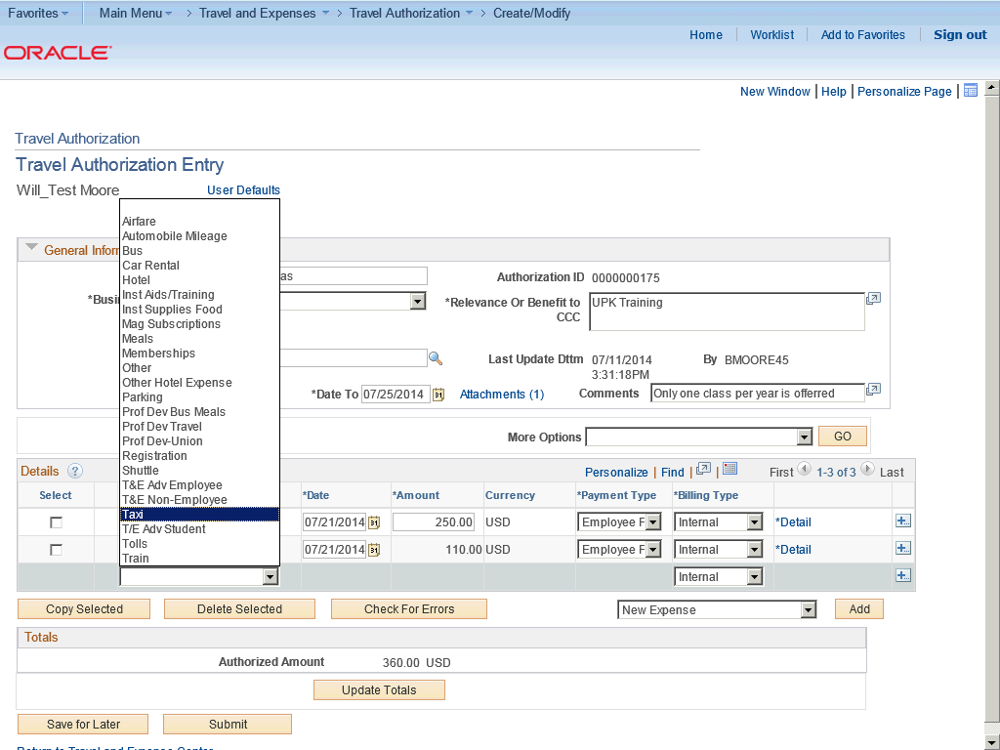 Favorites Main Menu > Travel and Expenses > Travel Authorization > Create/Modify
Home Worklist Add to Favorites Sign out
ORACLE
New Window | Help | Personalize Page |
Travel Authorization
Travel Authorization Entry
Will_Test Moore User Defaults
General Inform
as
Authorization ID 0000000175
*Busin
*Relevance Or Benefit to CCC
UPK Training
Last Update Dttm 07/11/2014 3:31:18PM
By BMOORE45
*Date To 07/25/2014
Attachments (1)
Comments Only one class per year is offered
More Options
GO
Airfare
Automobile Mileage
Bus
Car Rental
Hotel
Inst Aids/Training
Inst Supplies Food
Mag Subscriptions
Meals
Memberships
Other
Other Hotel Expense
Parking
Prof Dev Bus Meals
Prof Dev Travel
Prof Dev-Union
Registration
Shuttle
T&E Adv Employee
T&E Non-Employee
Taxi
T/E Adv Student
Tolls
Train
Details ?
Personalize | Find | |
First 1-3 of 3 Last
Select *Date *Amount Currency *Payment Type *Billing Type
07/21/2014 31 250.00 USD Employee P Internal *Detail
07/21/2014 31 110.00 USD Employee P Internal *Detail
Internal
Copy Selected Delete Selected Check For Errors New Expense Add
Totals
Authorized Amount 360.00 USD
Update Totals
Save for Later Submit
Return to Travel and Expense Center